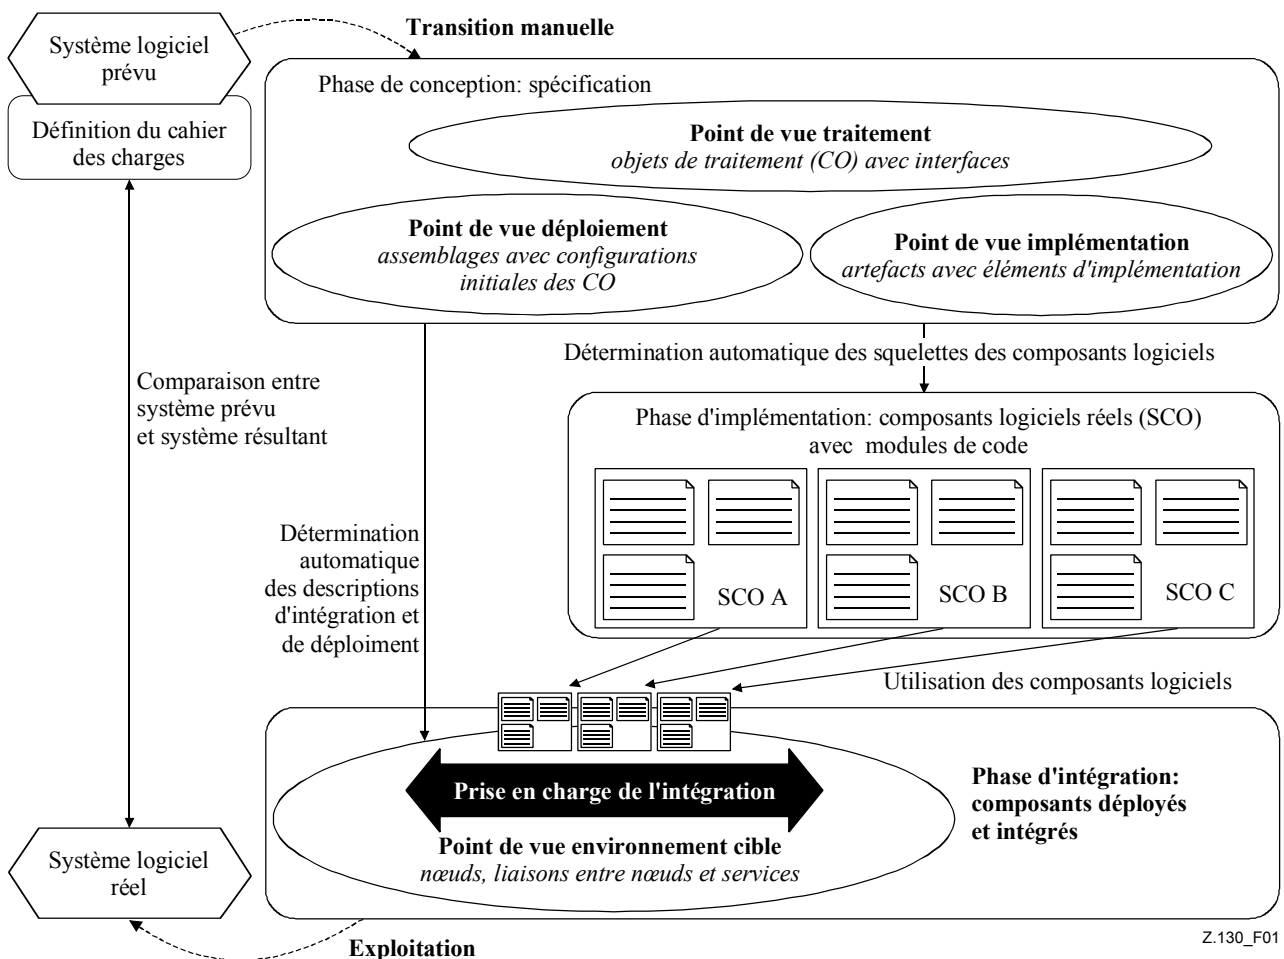 Système logiciel
prévu
Transition manuelle
Définition du cahier
des charges
Phase de conception: spécification
Point de vue traitement
objets de traitement (CO) avec interfaces
Point de vue déploiement
assemblages avec configurations
initiales des CO
Point de vue implémentation
artefacts avec éléments d'implémentation
Détermination automatique des squelettes des composants logiciels
Comparaison entre
système prévu
et système résultant
Phase d'implémentation: composants logiciels réels (SCO)
avec modules de code
SCO A
SCO B
SCO C
Détermination
automatique
des descriptions
d'intégration et
de déploiment
Utilisation des composants logiciels
Prise en charge de l'intégration
Point de vue environnement cible
nœuds, liaisons entre nœuds et services
Phase d'intégration:
composants déployés
et intégrés
Système logiciel
réel
Exploitation
Z.130_F01